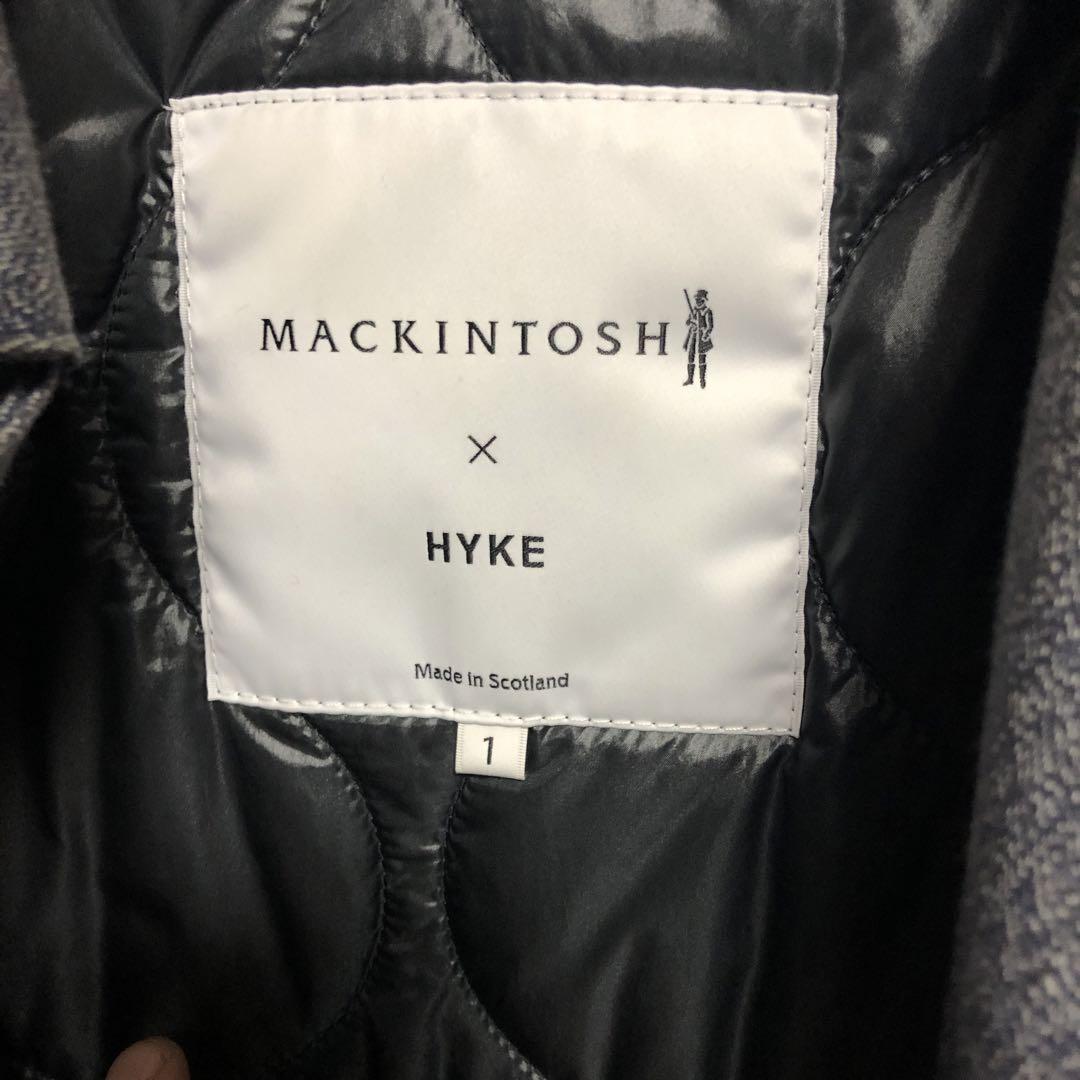 MACKINTOSH
×
HYKE
Made in Scotland
1